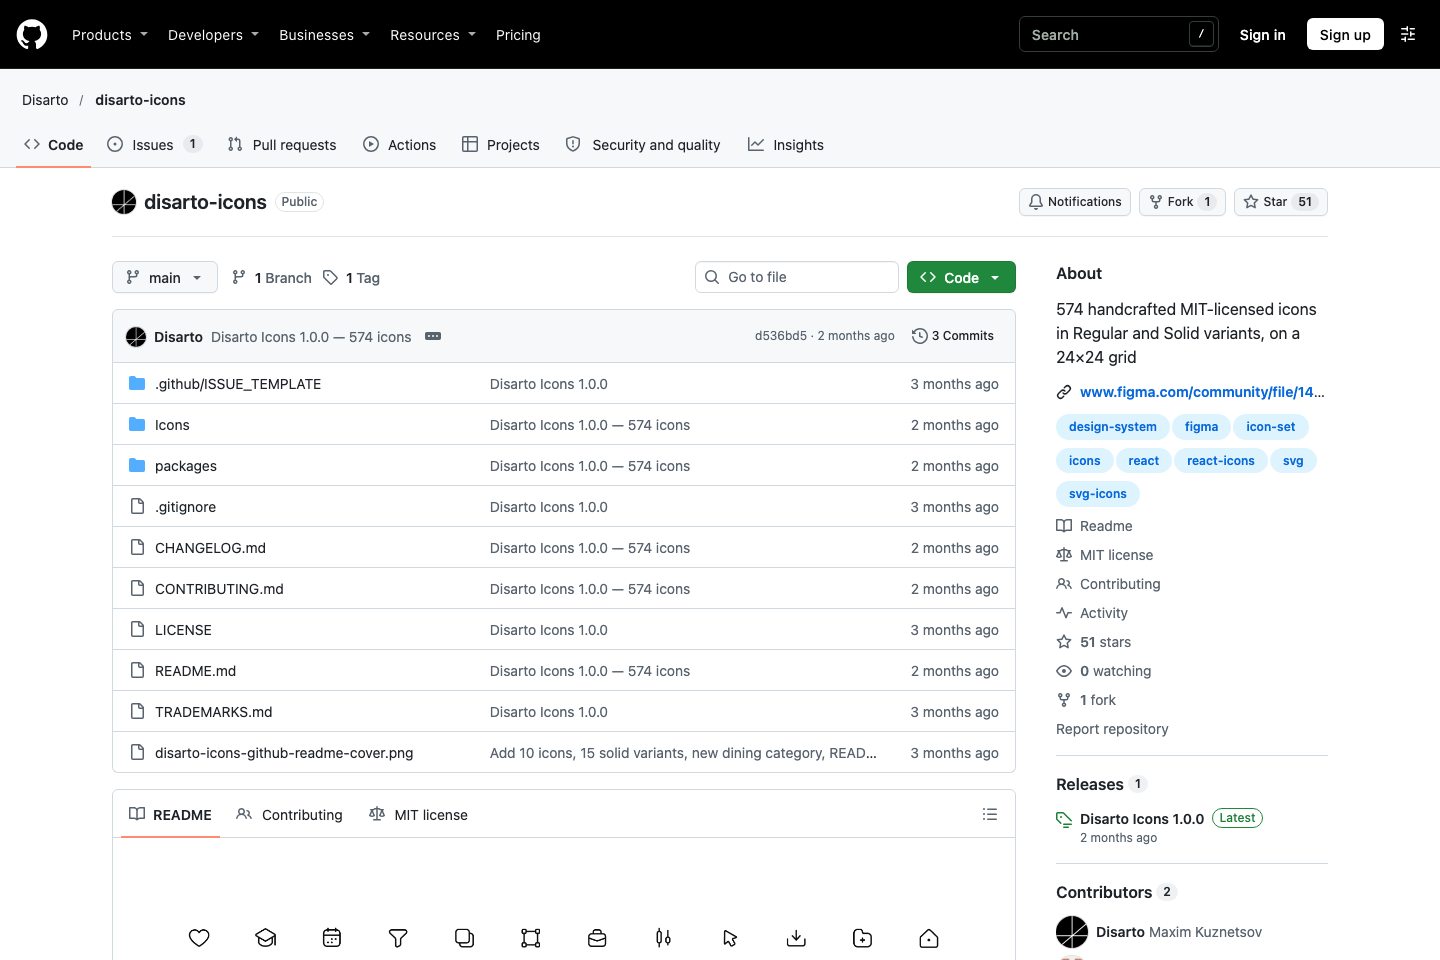 Products Developers Businesses Resources Pricing Search / Sign in Sign up
Disarto / disarto-icons
Code Issues 1 Pull requests Actions Projects Security and quality Insights
disarto-icons Public Notifications Fork 1 Star 51
main 1 Branch 1 Tag Go to file Code
Disarto Disarto Icons 1.0.0 — 574 icons d536bd5 · 2 months ago 3 Commits
.github/ISSUE_TEMPLATE Disarto Icons 1.0.0 3 months ago
Icons Disarto Icons 1.0.0 — 574 icons 2 months ago
packages Disarto Icons 1.0.0 — 574 icons 2 months ago
.gitignore Disarto Icons 1.0.0 3 months ago
CHANGELOG.md Disarto Icons 1.0.0 — 574 icons 2 months ago
CONTRIBUTING.md Disarto Icons 1.0.0 — 574 icons 2 months ago
LICENSE Disarto Icons 1.0.0 3 months ago
README.md Disarto Icons 1.0.0 — 574 icons 2 months ago
TRADEMARKS.md Disarto Icons 1.0.0 3 months ago
disarto-icons-github-readme-cover.png Add 10 icons, 15 solid variants, new dining category, READ... 3 months ago
README Contributing MIT license
About
574 handcrafted MIT-licensed icons
in Regular and Solid variants, on a
24×24 grid
www.figma.com/community/file/14...
design-system figma icon-set
icons react react-icons svg
svg-icons
Readme
MIT license
Contributing
Activity
51 stars
0 watching
1 fork
Report repository
Releases 1
Disarto Icons 1.0.0 Latest
2 months ago
Contributors 2
Disarto Maxim Kuznetsov